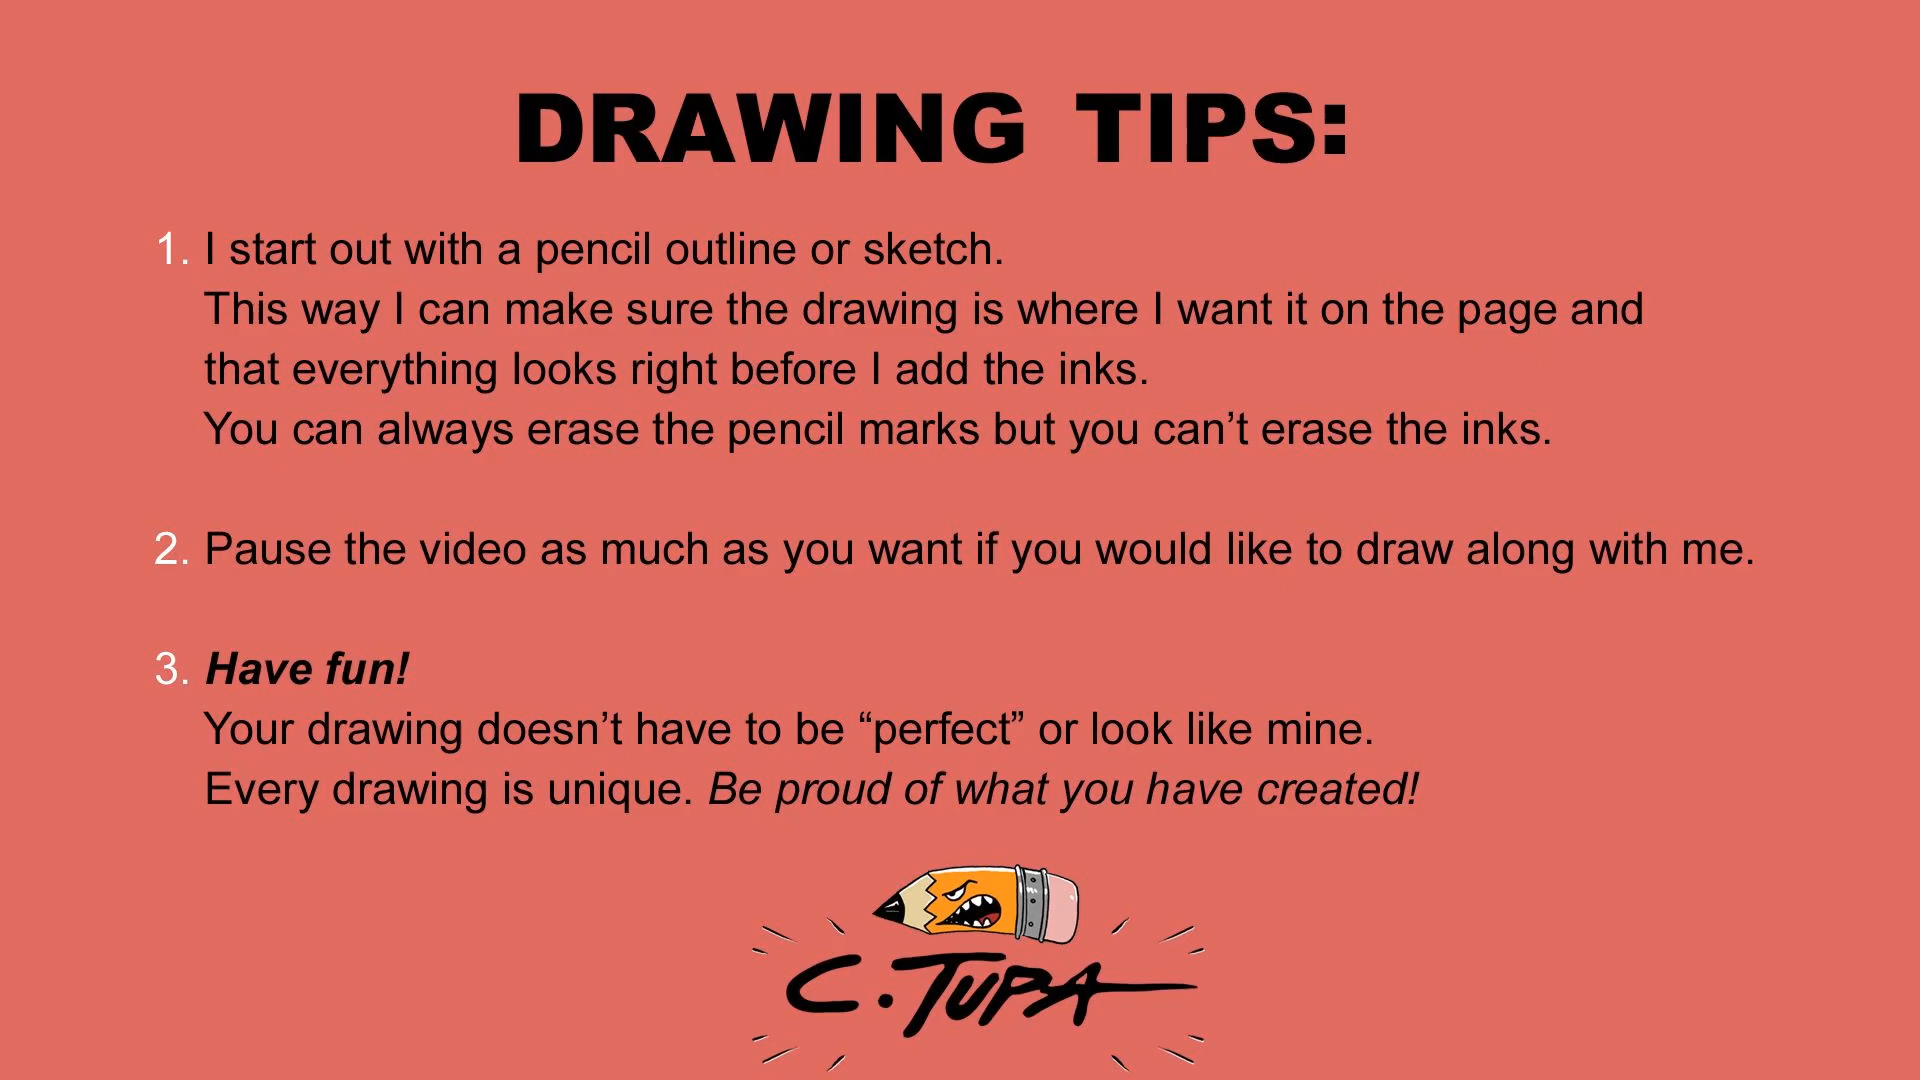 DRAWING TIPS:
1. I start out with a pencil outline or sketch.
This way I can make sure the drawing is where I want it on the page and
that everything looks right before I add the inks.
You can always erase the pencil marks but you can’t erase the inks.
2. Pause the video as much as you want if you would like to draw along with me.
3. Have fun!
Your drawing doesn’t have to be “perfect” or look like mine.
Every drawing is unique. Be proud of what you have created!
C. TUPA